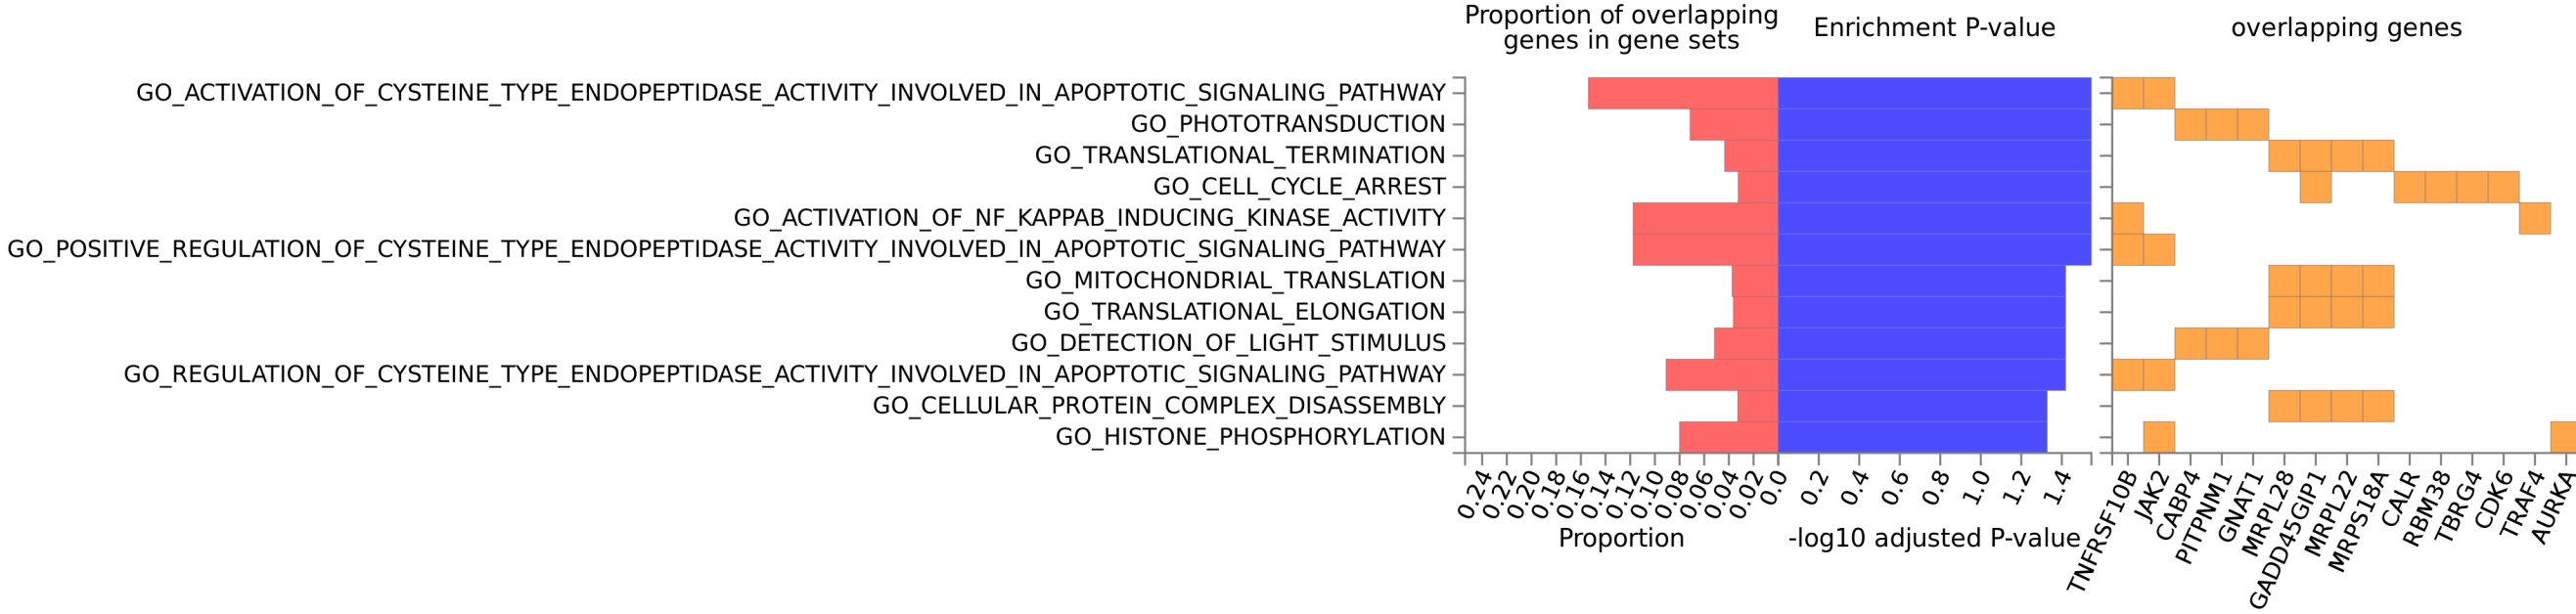 Proportion of overlapping
genes in gene sets
Enrichment P-value
overlapping genes
GO_ACTIVATION_OF_CYSTEINE_TYPE_ENDOPEPTIDASE_ACTIVITY_INVOLVED_IN_APOPTOTIC_SIGNALING_PATHWAY
GO_PHOTOTRANSDUCTION
GO_TRANSLATIONAL_TERMINATION
GO_CELL_CYCLE_ARREST
GO_ACTIVATION_OF_NF_KAPPAB_INDUCING_KINASE_ACTIVITY
GO_POSITIVE_REGULATION_OF_CYSTEINE_TYPE_ENDOPEPTIDASE_ACTIVITY_INVOLVED_IN_APOPTOTIC_SIGNALING_PATHWAY
GO_MITOCHONDRIAL_TRANSLATION
GO_TRANSLATIONAL_ELONGATION
GO_DETECTION_OF_LIGHT_STIMULUS
GO_REGULATION_OF_CYSTEINE_TYPE_ENDOPEPTIDASE_ACTIVITY_INVOLVED_IN_APOPTOTIC_SIGNALING_PATHWAY
GO_CELLULAR_PROTEIN_COMPLEX_DISASSEMBLY
GO_HISTONE_PHOSPHORYLATION
0.24
0.22
0.20
0.18
0.16
0.14
0.12
0.10
0.08
0.06
0.04
0.02
0.0
0.2
0.4
0.6
0.8
1.0
1.2
1.4
TNFRSF10B
JAK2
CABP4
PITPNM1
GNAT1
MRPL28
GADD45GIP1
MRPL22
MRPS18A
CALR
RBM38
TBRG4
CDK6
TRAF4
AURKA
Proportion
-log10 adjusted P-value